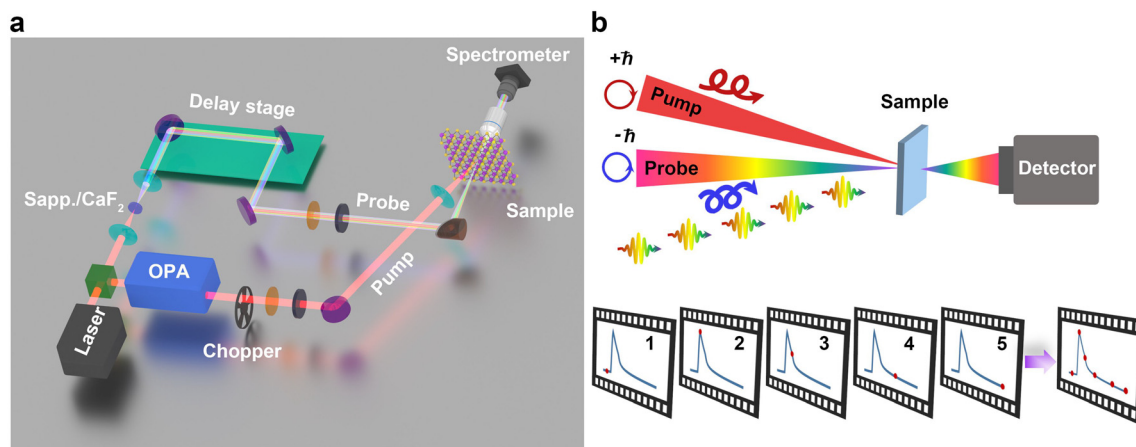 a
Spectrometer
Delay stage
Sapp./CaF₂
Probe
Sample
OPA
Pump
Laser
Chopper
b
+ℏ
Pump
Sample
-ℏ
Probe
Detector
1
2
3
4
5